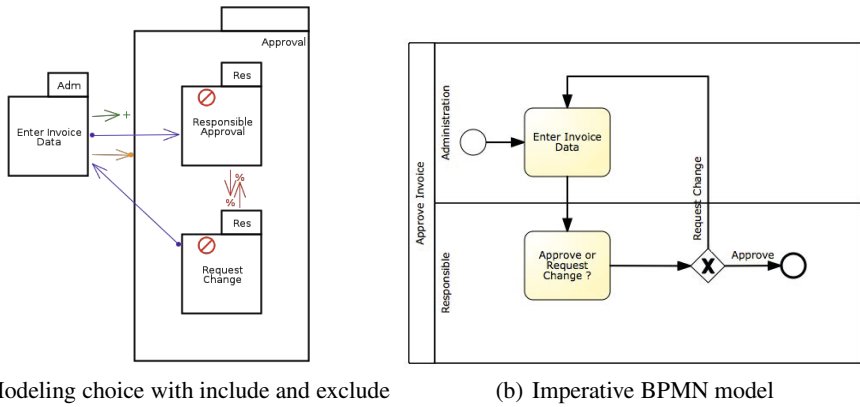 Approval
Adm
Enter Invoice
Data
+
Res
Responsible
Approval
%
%
Res
Request
Change
Modeling choice with include and exclude
Approve Invoice
Administration
Responsible
Enter Invoice
Data
Approve or
Request
Change ?
Request Change
X
Approve
(b) Imperative BPMN model